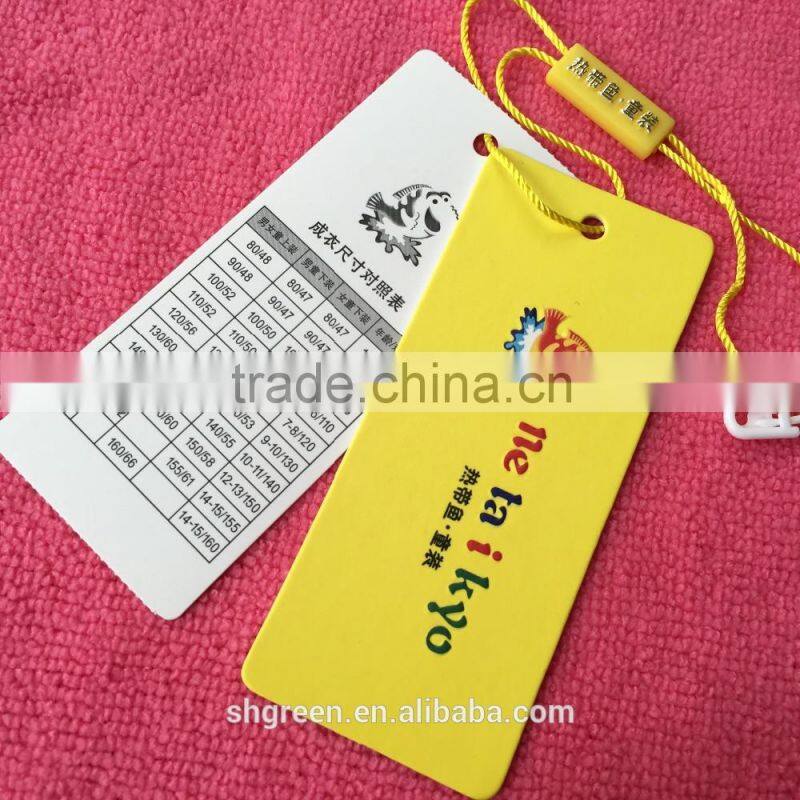 热带鱼·童装
成衣尺寸对照表
男女童上装 男童下装 女童下装 年龄/
80/48 80/47 80/47
90/48 90/47 90/47
100/52 100/50
110/52 110/50
120/56
130/60
7-8/120
9-10/130
140/55 10-11/140
150/58 12-13/150
155/61 14-15/155
160/66 14-15/160
ne ta i kyo
热带鱼·童装
trade.china.cn
shgreen.en.alibaba.com